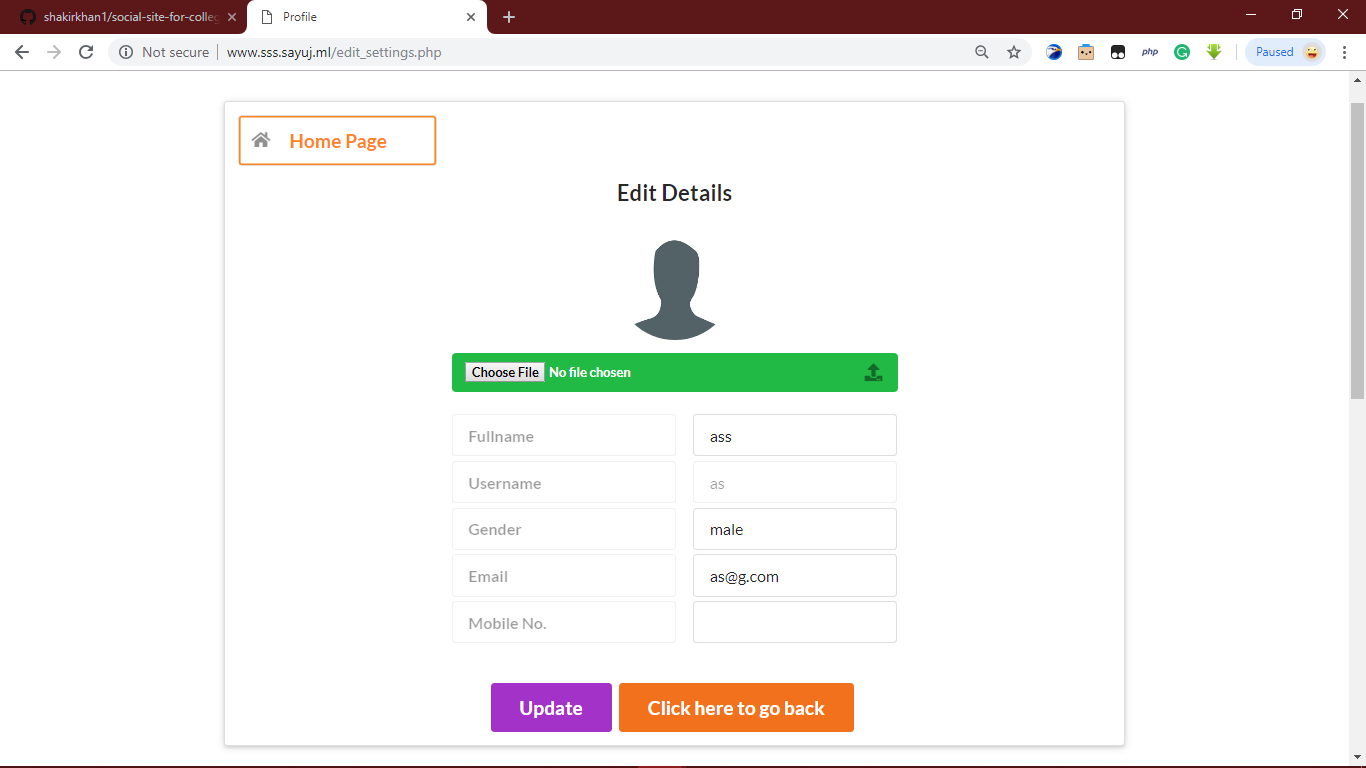 shakirkhan1/social-site-for-colleg
Profile
Not secure
www.sss.sayuj.ml/edit_settings.php
php
Paused
Home Page
Edit Details
Choose File No file chosen
Fullname ass
Username as
Gender male
Email as@g.com
Mobile No.
Update Click here to go back